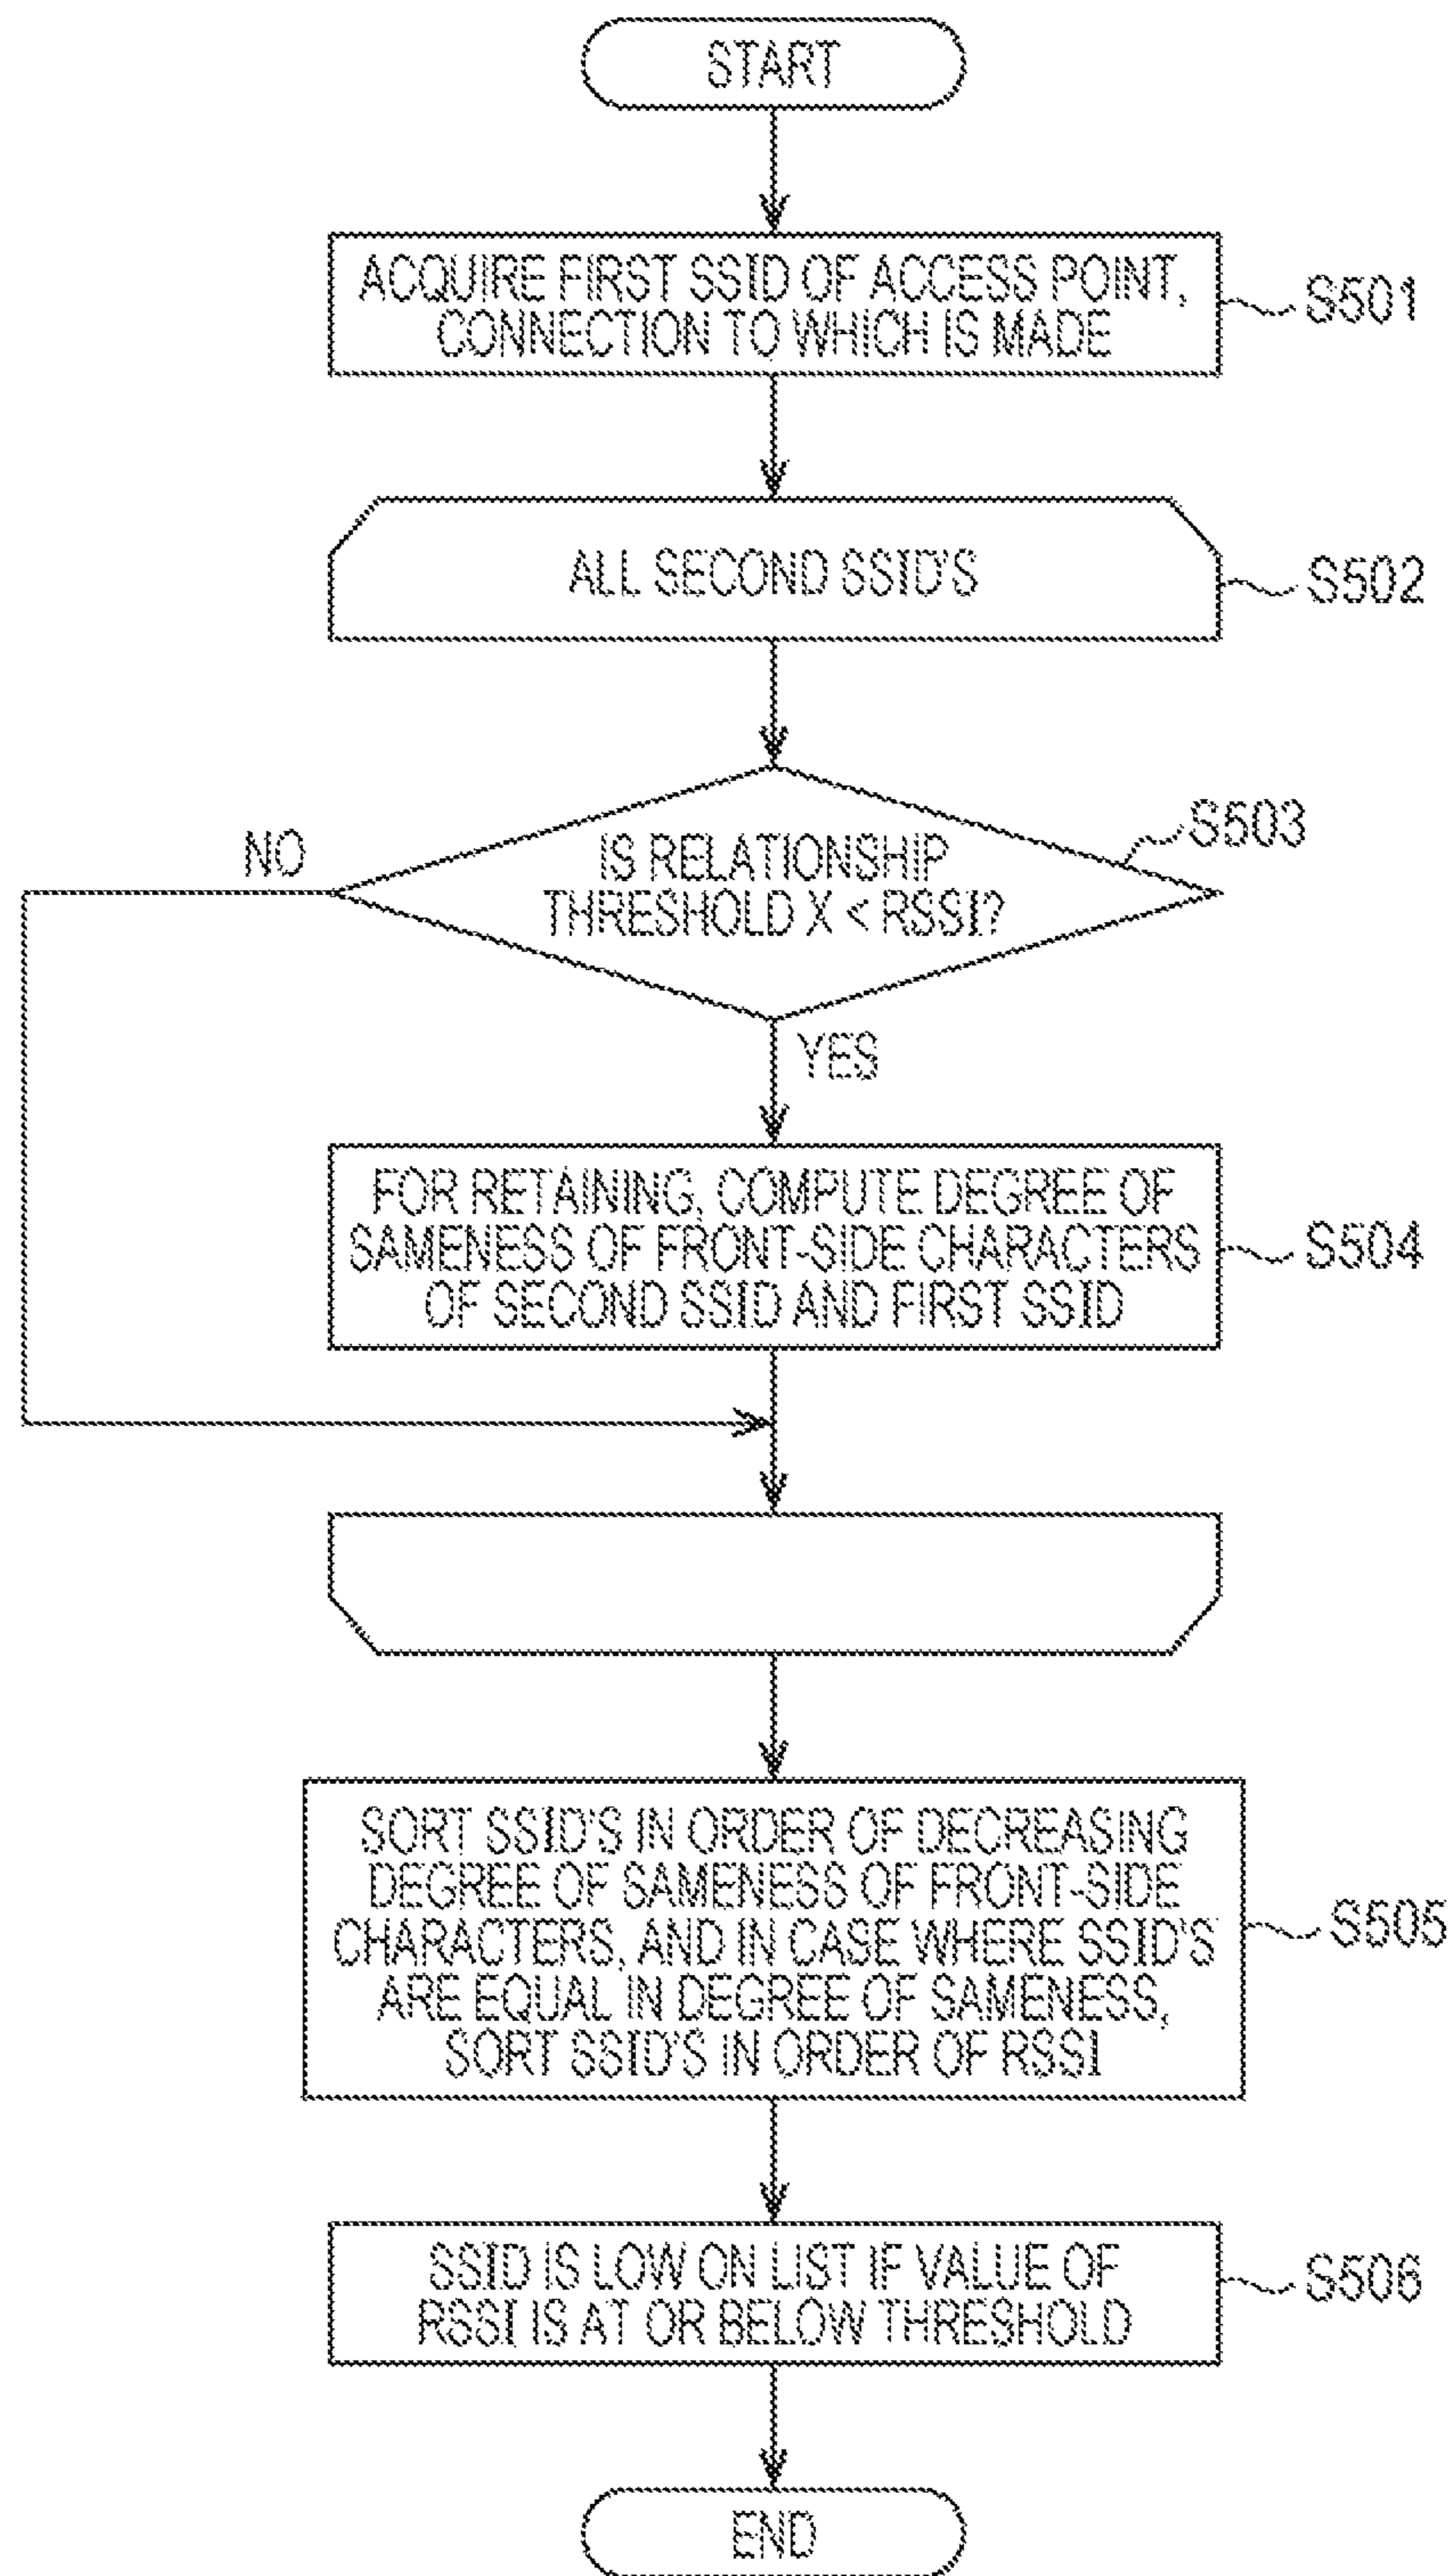 START
ACQUIRE FIRST SSID OF ACCESS POINT,
CONNECTION TO WHICH IS MADE
S501
ALL SECOND SSID'S
S502
S503
NO
IS RELATIONSHIP
THRESHOLD X < RSSI?
YES
FOR RETAINING, COMPUTE DEGREE OF
SAMENESS OF FRONT-SIDE CHARACTERS
OF SECOND SSID AND FIRST SSID
S504
SORT SSID'S IN ORDER OF DECREASING
DEGREE OF SAMENESS OF FRONT-SIDE
CHARACTERS, AND IN CASE WHERE SSID'S
ARE EQUAL IN DEGREE OF SAMENESS,
SORT SSID'S IN ORDER OF RSSI
S505
SSID IS LOW ON LIST IF VALUE OF
RSSI IS AT OR BELOW THRESHOLD
S506
END